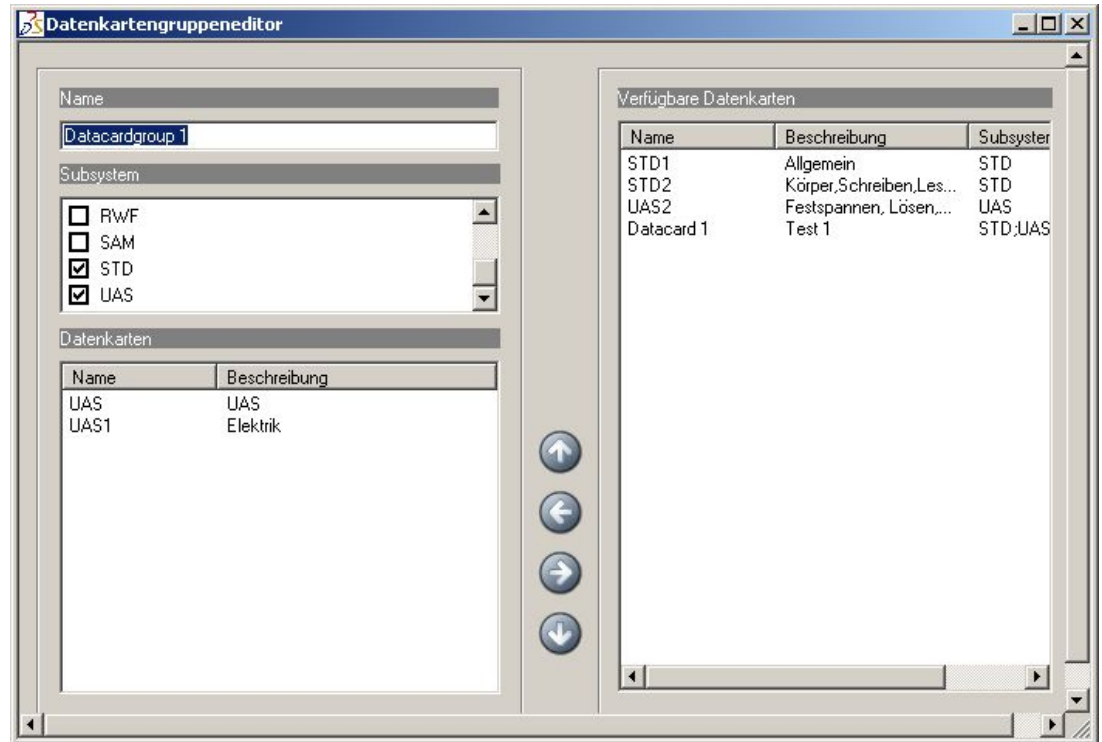 Datenkartengruppeneditor
Name
Datacardgroup 1
Subsystem
RWF
SAM
STD
UAS
Datenkarten
Name Beschreibung
UAS UAS
UAS1 Elektrik
Verfügbare Datenkarten
Name Beschreibung Subsyster
STD1 Allgemein STD
STD2 Körper,Schreiben,Les... STD
UAS2 Festspannen, Lösen,... UAS
Datacard 1 Test 1 STD;UAS